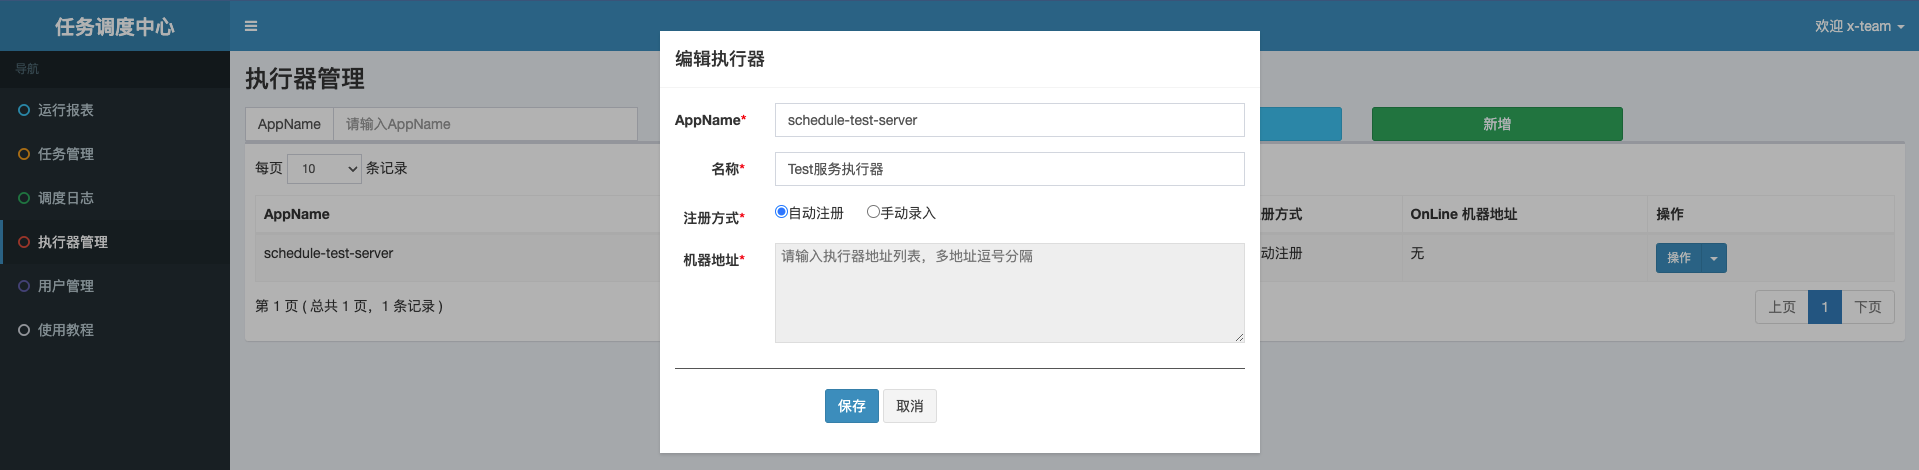 任务调度中心
欢迎 x-team
导航
运行报表
任务管理
调度日志
执行器管理
用户管理
使用教程
执行器管理
AppName 请输入AppName
新增
每页 10 条记录
AppName
册方式 OnLine 机器地址 操作
schedule-test-server
动注册 无 操作
第 1 页 ( 总共 1 页，1 条记录 )
上页 1 下页
编辑执行器
AppName* schedule-test-server
名称* Test服务执行器
注册方式* 自动注册 手动录入
机器地址* 请输入执行器地址列表，多地址逗号分隔
保存 取消